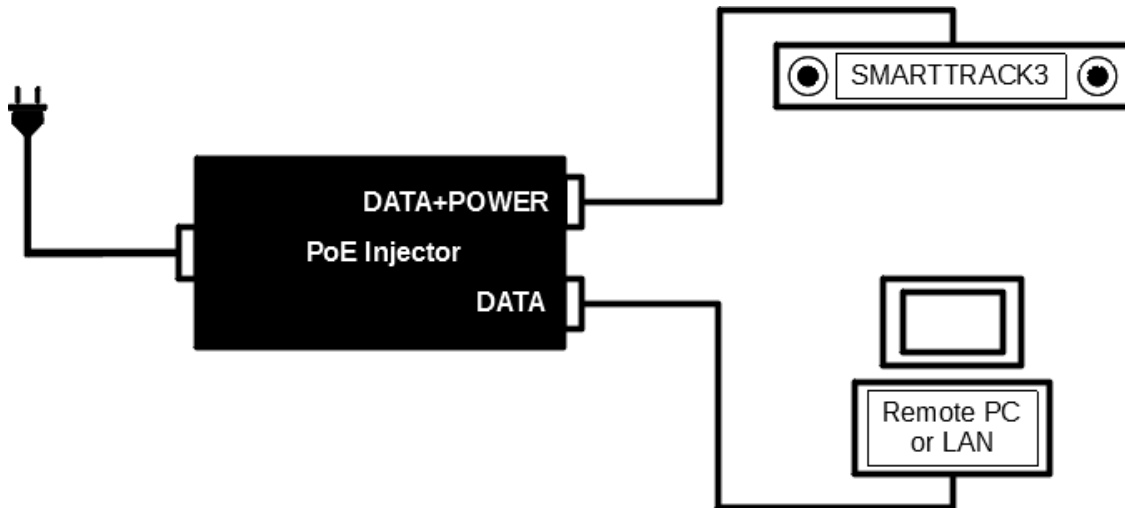 SMARTTRACK3
DATA+POWER
PoE Injector
DATA
Remote PC
or LAN